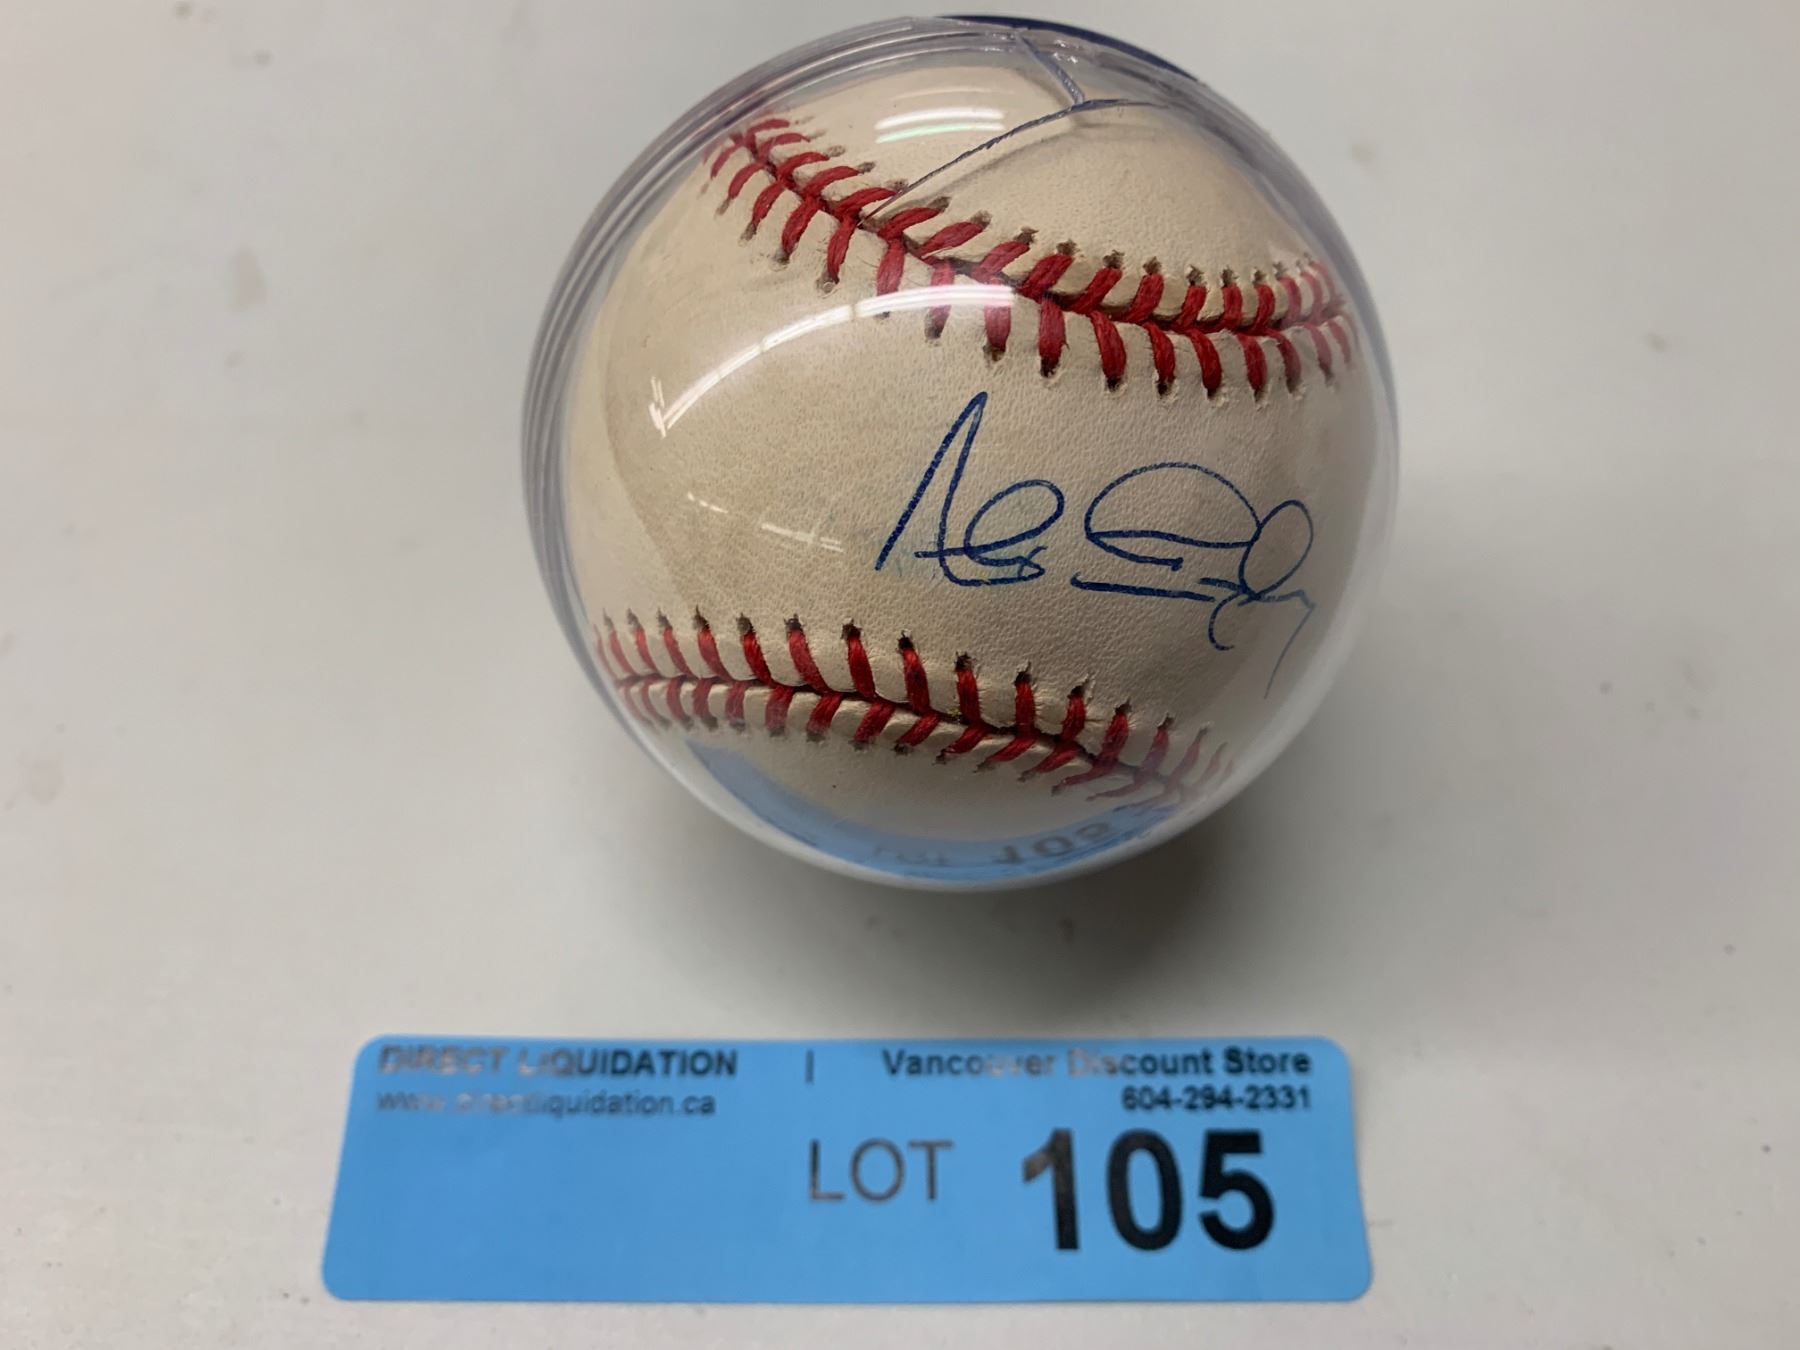 DIRECT LIQUIDATION | Vancouver Discount Store
www.directliquidation.ca 604-294-2331
LOT 105